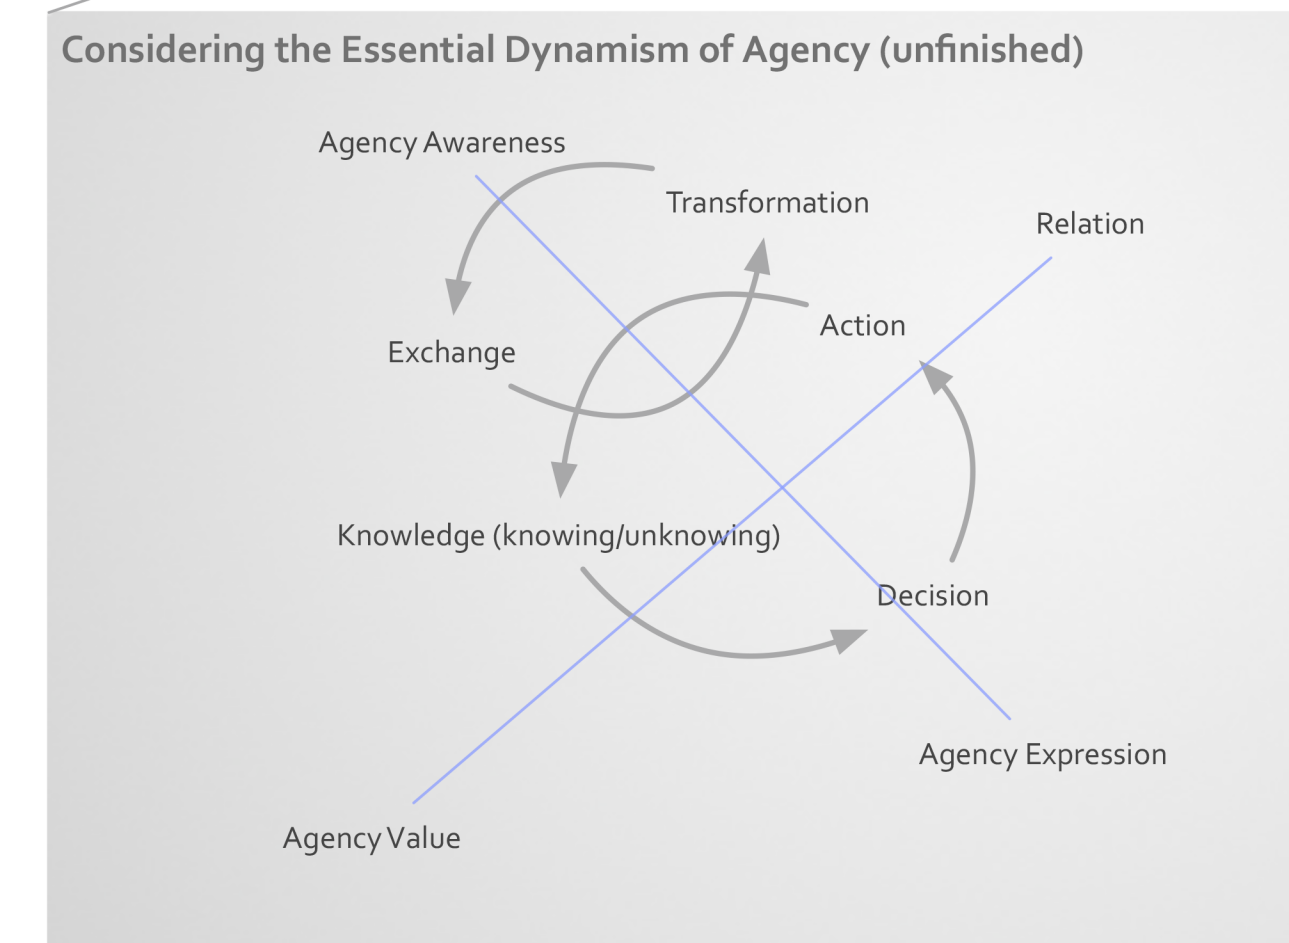 Considering the Essential Dynamism of Agency (unfinished)
Agency Awareness
Transformation
Relation
Action
Exchange
Knowledge (knowing/unknowing)
Decision
Agency Expression
Agency Value